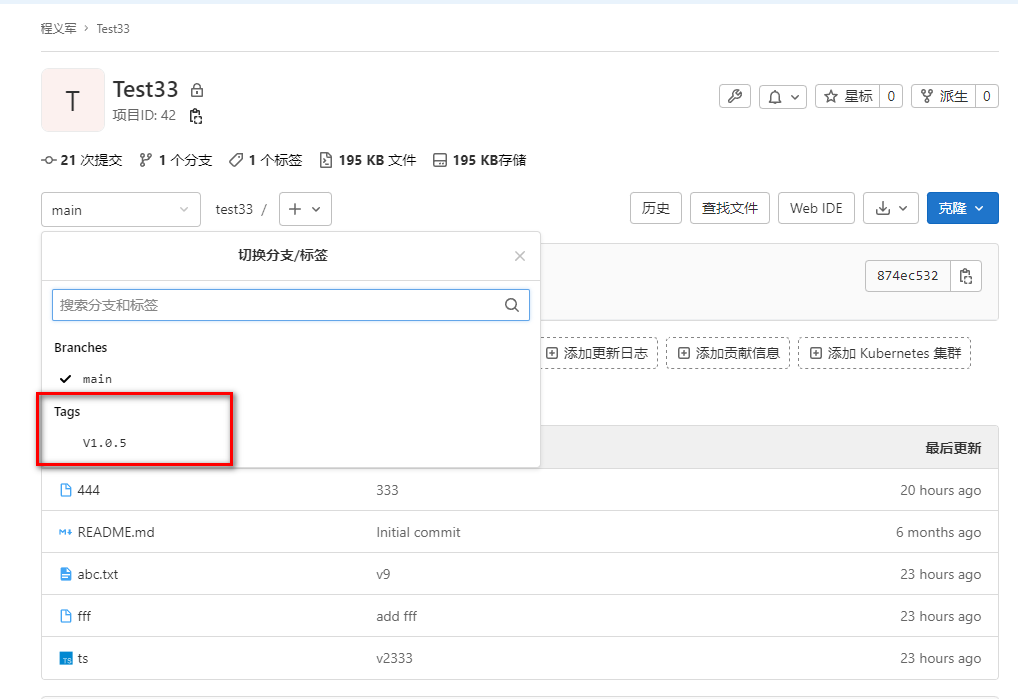 程义军 › Test33
T
Test33
项目ID: 42
21 次提交 1 个分支 1 个标签 195 KB 文件 195 KB存储
main test33 / + 历史 查找文件 Web IDE 克隆
星标 0 派生 0
切换分支/标签
搜索分支和标签
874ec532
Branches
main
添加更新日志 添加贡献信息 添加 Kubernetes 集群
Tags
V1.0.5
最后更新
444 333 20 hours ago
README.md Initial commit 6 months ago
abc.txt v9 23 hours ago
fff add fff 23 hours ago
ts v2333 23 hours ago